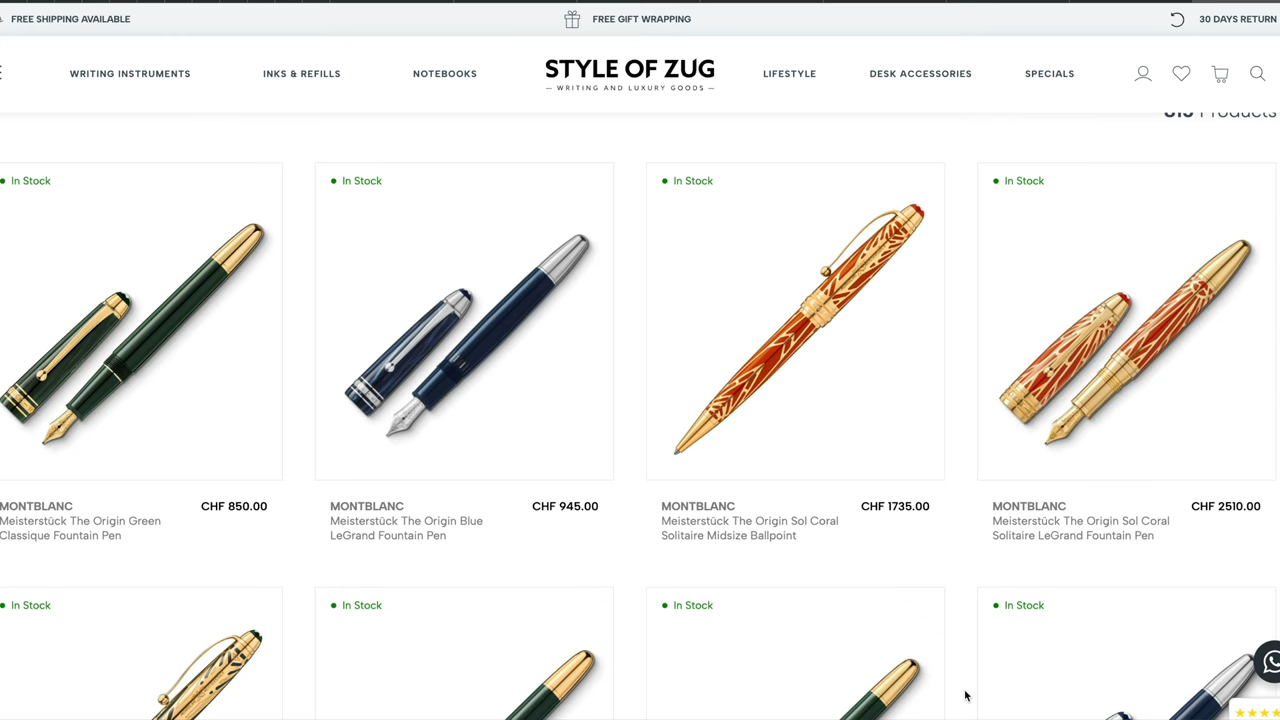 FREE SHIPPING AVAILABLE
FREE GIFT WRAPPING
30 DAYS RETURN
WRITING INSTRUMENTS
INKS & REFILLS
NOTEBOOKS
STYLE OF ZUG
— WRITING AND LUXURY GOODS —
LIFESTYLE
DESK ACCESSORIES
SPECIALS
Products
In Stock
In Stock
In Stock
In Stock
MONTBLANC
CHF 850.00
Meisterstück The Origin Green
Classique Fountain Pen
MONTBLANC
CHF 945.00
Meisterstück The Origin Blue
LeGrand Fountain Pen
MONTBLANC
CHF 1735.00
Meisterstück The Origin Sol Coral
Solitaire Midsize Ballpoint
MONTBLANC
CHF 2510.00
Meisterstück The Origin Sol Coral
Solitaire LeGrand Fountain Pen
In Stock
In Stock
In Stock
In Stock